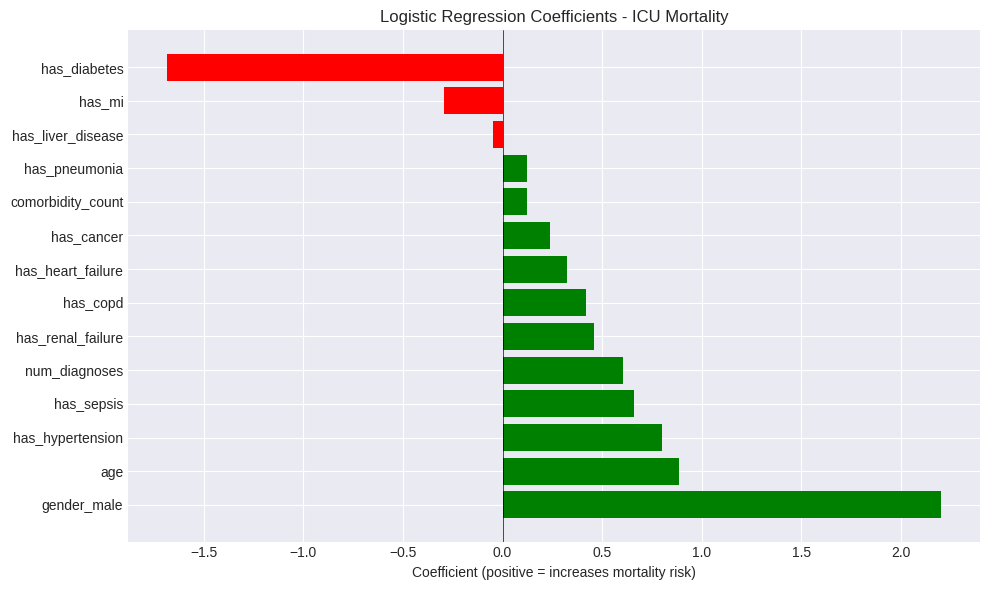 Logistic Regression Coefficients - ICU Mortality
has_diabetes
has_mi
has_liver_disease
has_pneumonia
comorbidity_count
has_cancer
has_heart_failure
has_copd
has_renal_failure
num_diagnoses
has_sepsis
has_hypertension
age
gender_male
−1.5 −1.0 −0.5 0.0 0.5 1.0 1.5 2.0
Coefficient (positive = increases mortality risk)